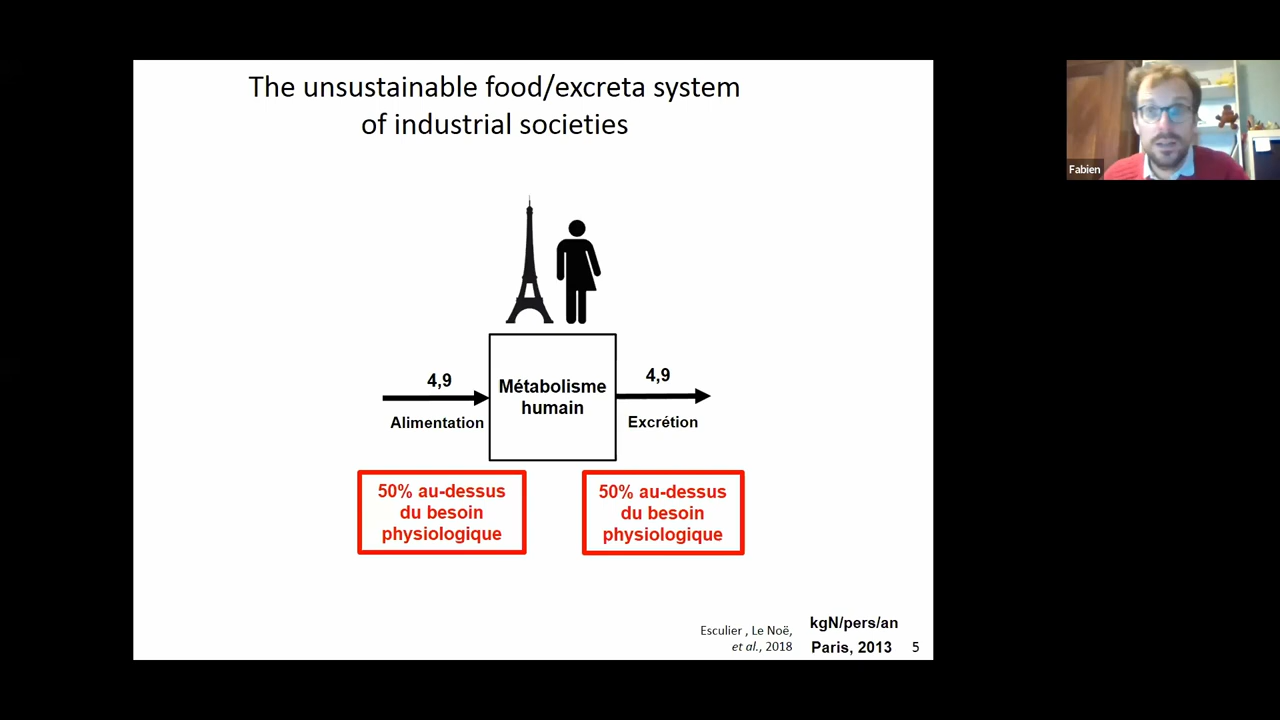 The unsustainable food/excreta system
of industrial societies
Fabien
4,9
Alimentation
Métabolisme
humain
4,9
Excrétion
50% au-dessus
du besoin
physiologique
50% au-dessus
du besoin
physiologique
Esculier , Le Noë,
et al., 2018
kgN/pers/an
Paris, 2013
5